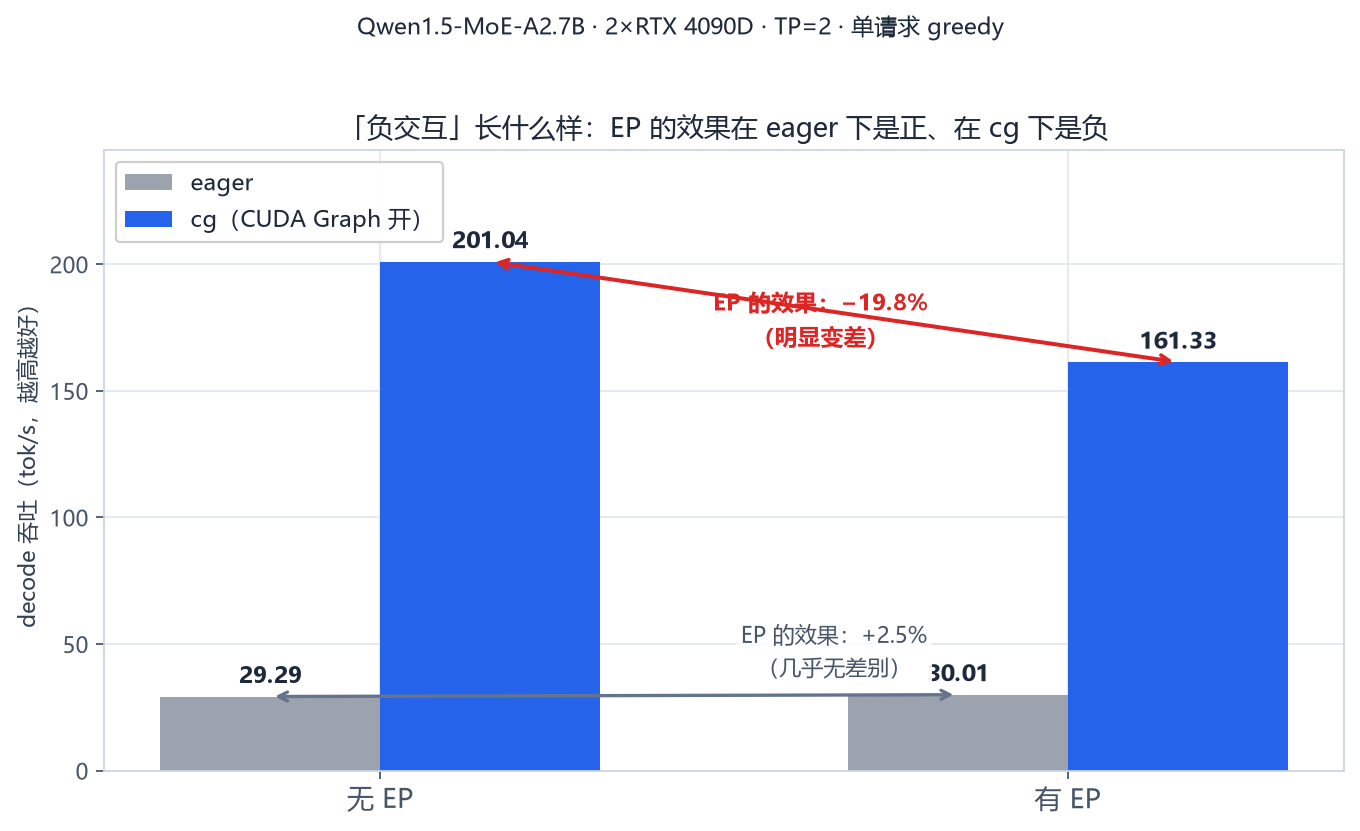 Qwen1.5-MoE-A2.7B · 2×RTX 4090D · TP=2 · 单请求 greedy
「负交互」长什么样：EP 的效果在 eager 下是正、在 cg 下是负
eager
cg（CUDA Graph 开）
decode 吞吐（tok/s，越高越好）
200
150
100
50
0
201.04
EP 的效果：−19.8%
（明显变差）
161.33
EP 的效果：+2.5%
（几乎无差别）
29.29
30.01
无 EP
有 EP